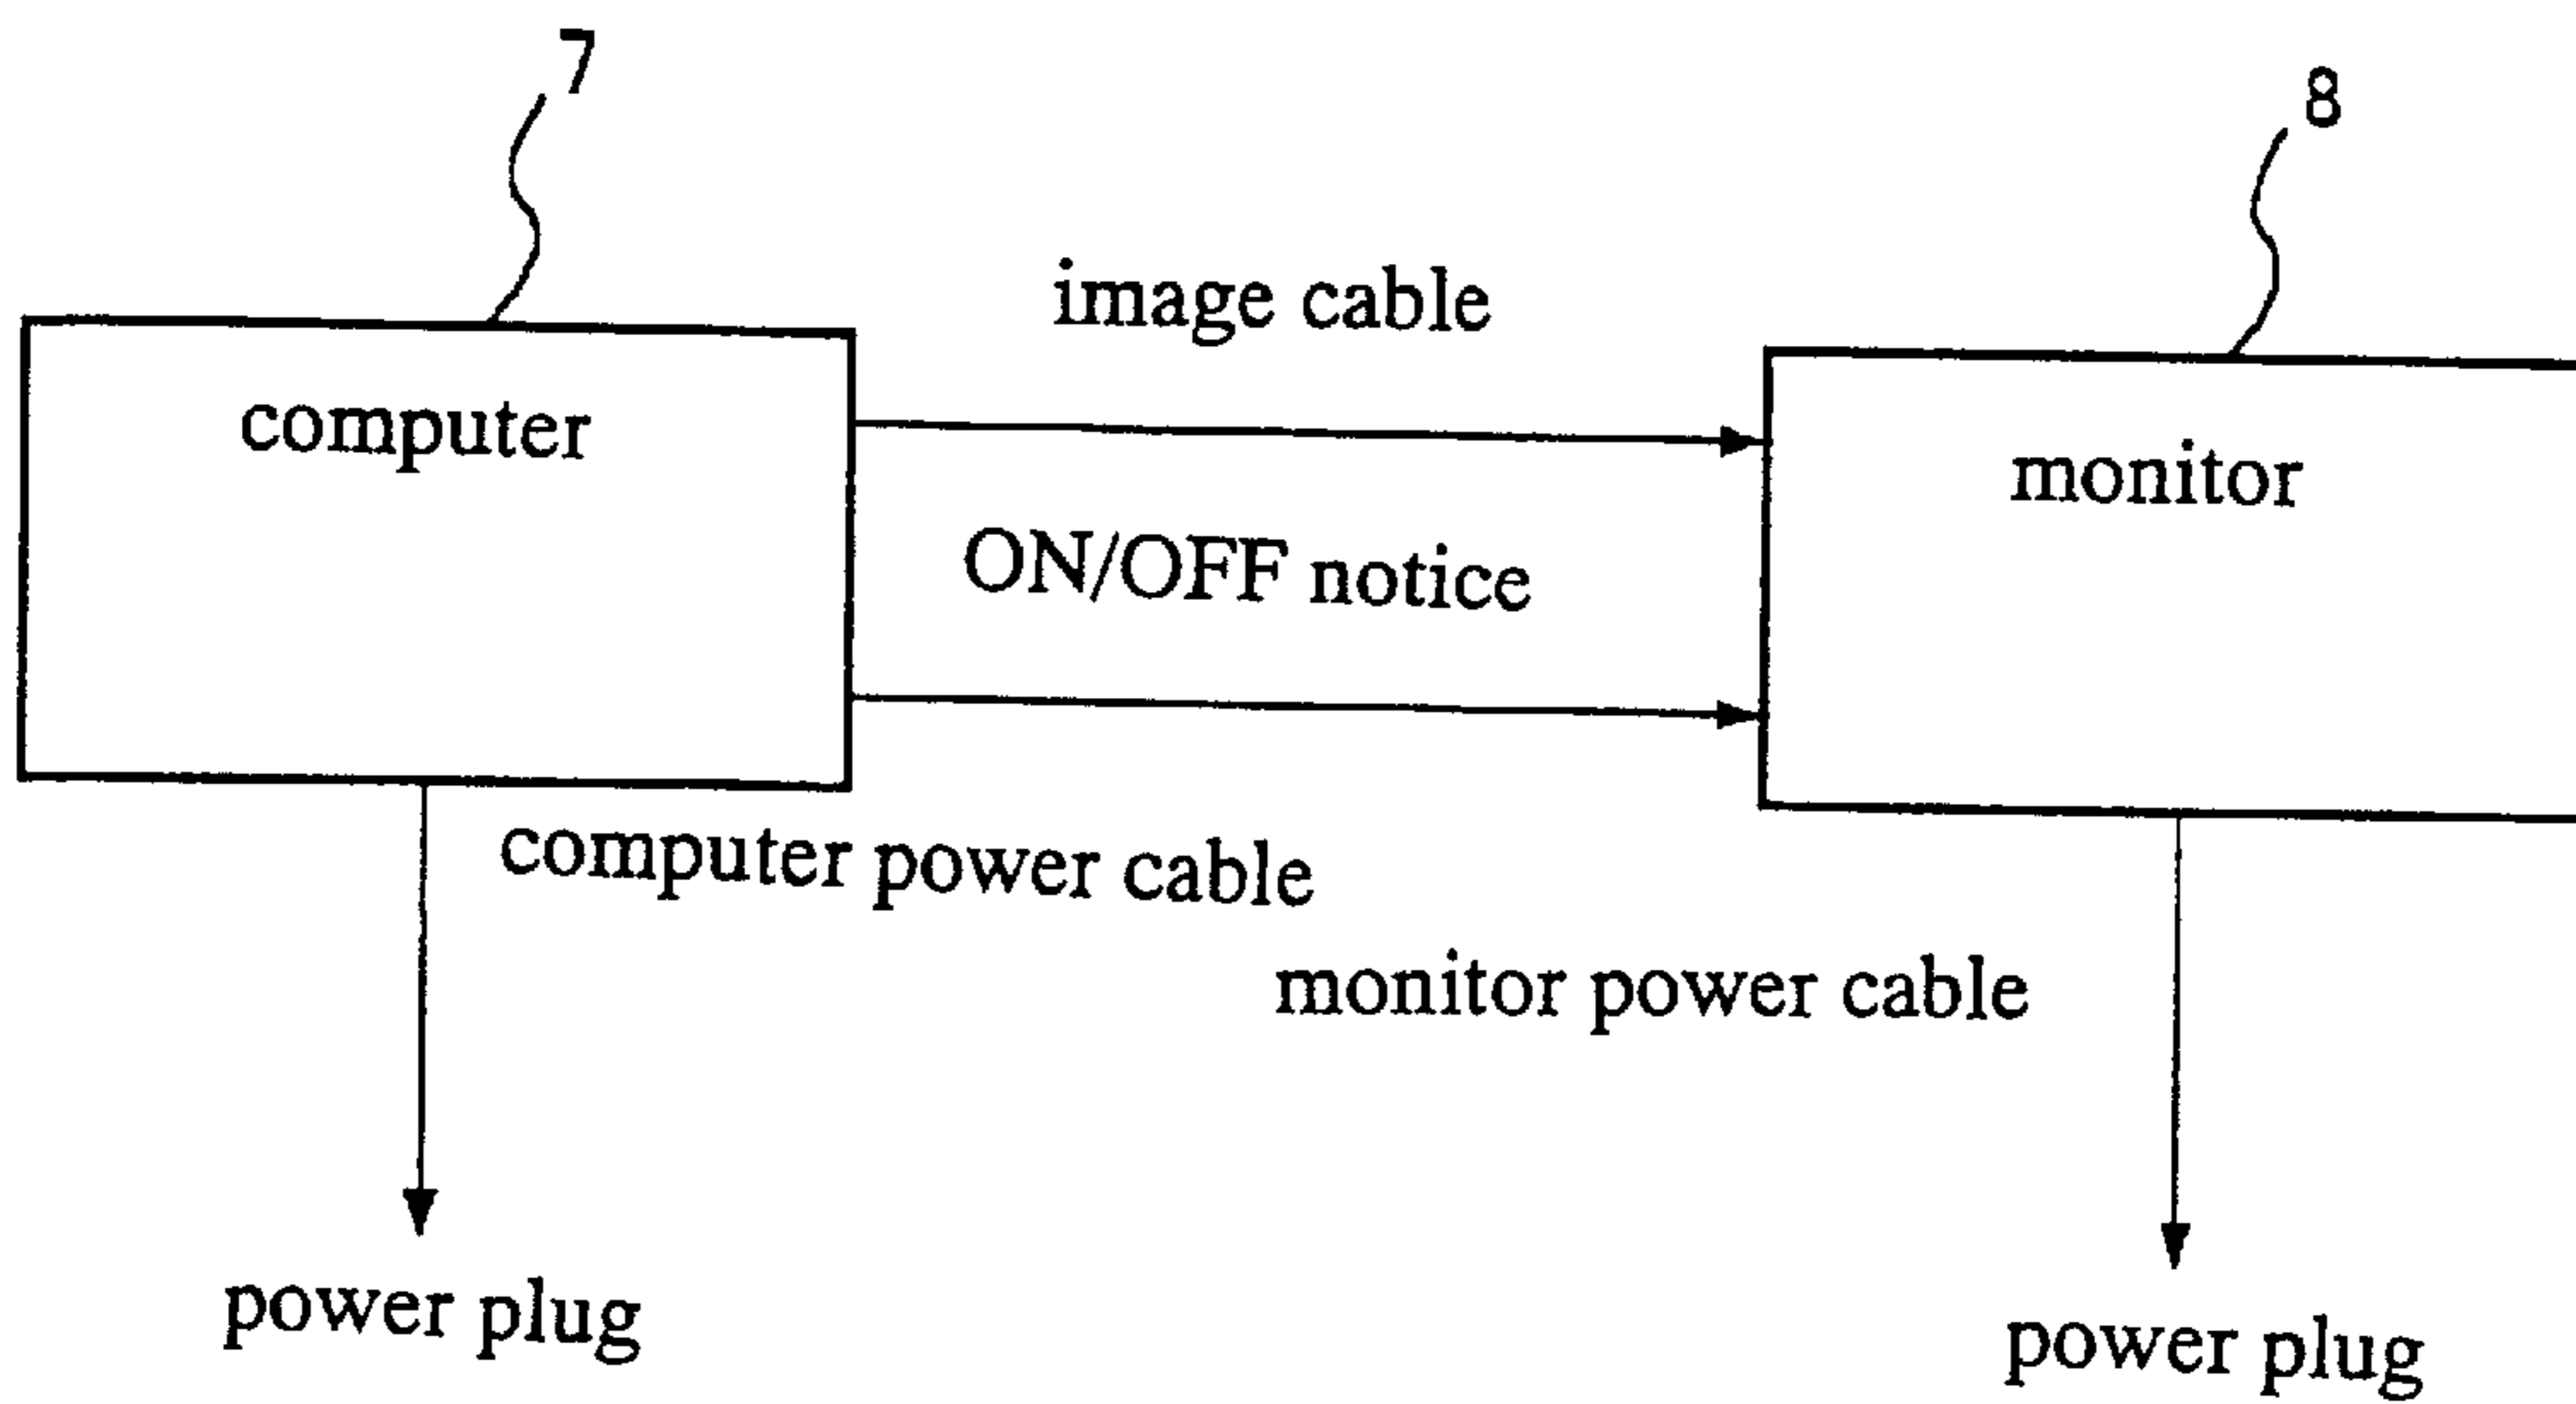 7
8
image cable
computer
monitor
ON/OFF notice
computer power cable
monitor power cable
power plug
power plug